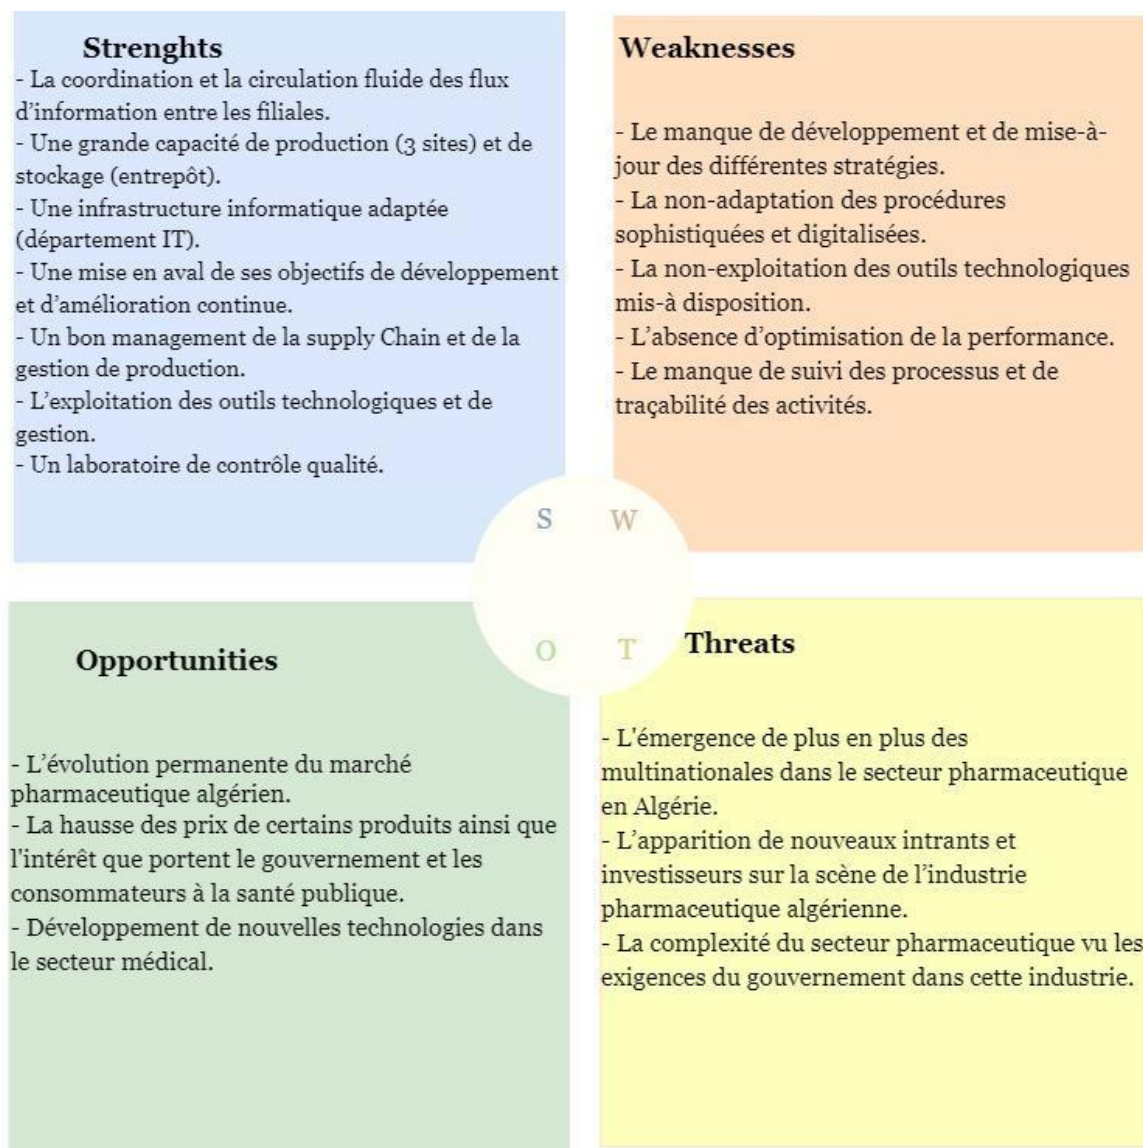 Strenghts
- La coordination et la circulation fluide des flux
d’information entre les filiales.
- Une grande capacité de production (3 sites) et de
stockage (entrepôt).
- Une infrastructure informatique adaptée
(département IT).
- Une mise en aval de ses objectifs de développement
et d’amélioration continue.
- Un bon management de la supply Chain et de la
gestion de production.
- L’exploitation des outils technologiques et de
gestion.
- Un laboratoire de contrôle qualité.
Weaknesses
- Le manque de développement et de mise-à-
jour des différentes stratégies.
- La non-adaptation des procédures
sophistiquées et digitalisées.
- La non-exploitation des outils technologiques
mis-à disposition.
- L’absence d’optimisation de la performance.
- Le manque de suivi des processus et de
traçabilité des activités.
S W
O T
Opportunities
- L’évolution permanente du marché
pharmaceutique algérien.
- La hausse des prix de certains produits ainsi que
l'intérêt que portent le gouvernement et les
consommateurs à la santé publique.
- Développement de nouvelles technologies dans
le secteur médical.
Threats
- L'émergence de plus en plus des
multinationales dans le secteur pharmaceutique
en Algérie.
- L’apparition de nouveaux intrants et
investisseurs sur la scène de l’industrie
pharmaceutique algérienne.
- La complexité du secteur pharmaceutique vu les
exigences du gouvernement dans cette industrie.